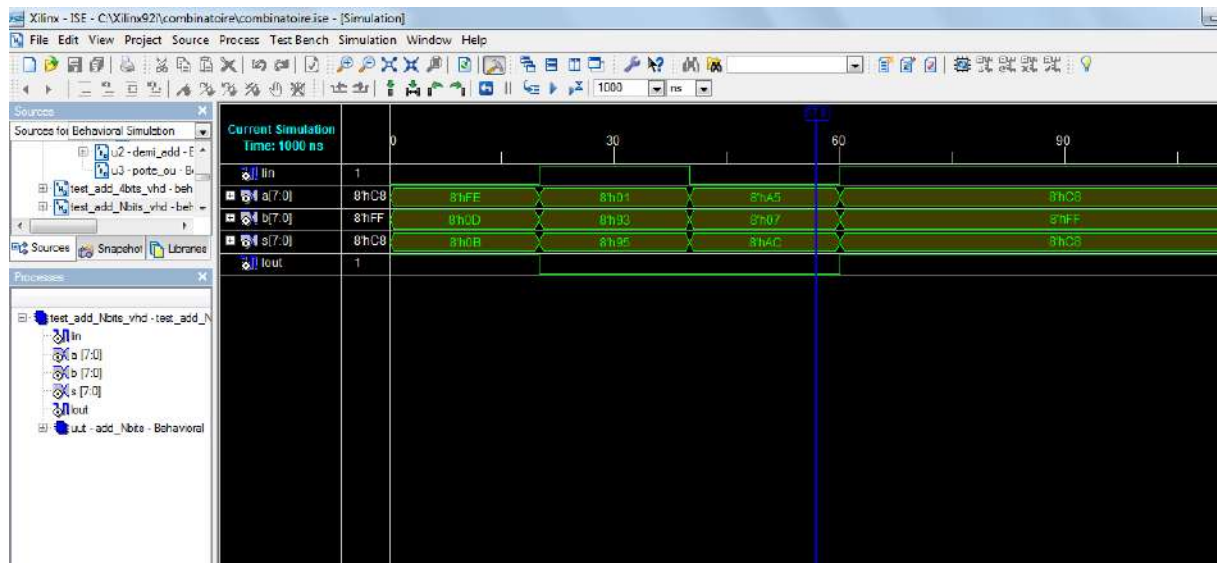 Xilinx - ISE - C:\Xilinx92i\combinatoire\combinatoire.ise - [Simulation]
File Edit View Project Source Process Test Bench Simulation Window Help
1000 ns
Sources
Sources for Behavioral Simulation
u2 - demi_add - E
u3 - porte_ou - Be
test_add_4bits_vhd - beh
test_add_Nbits_vhd - beh
Sources Snapshot Libraries
Processes
test_add_Nbits_vhd - test_add_N
Iin
a [7:0]
b [7:0]
s [7:0]
Iout
uut - add_Nbits - Behavioral
Current Simulation
Time: 1000 ns
0 30 60 90
Iin 1
a[7:0] 8'hC8 8'hFE 8'h01 8'hA5 8'hC8
b[7:0] 8'hFF 8'h0D 8'h93 8'h07 8'hFF
s[7:0] 8'hC8 8'h0B 8'h95 8'hAC 8'hC8
Iout 1